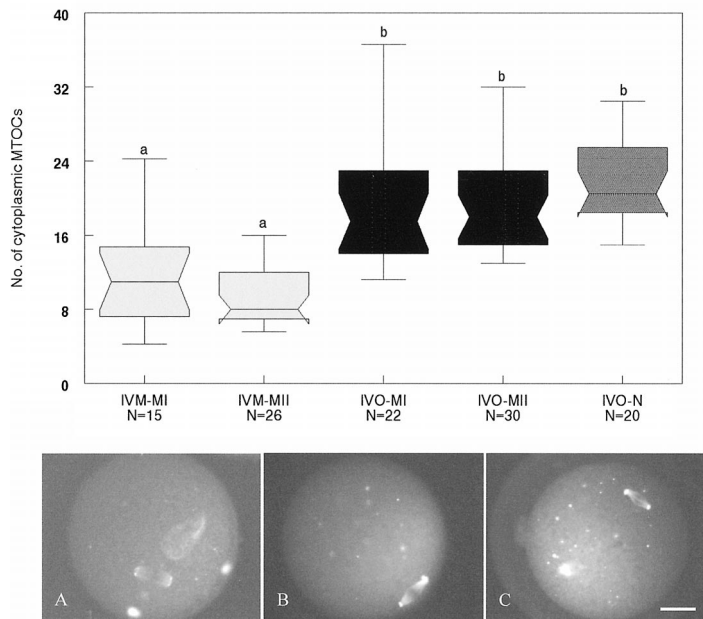 40
32
24
16
8
0
No. of cytoplasmic MTOCs
a
a
b
b
b
IVM-MI
N=15
IVM-MII
N=26
IVO-MI
N=22
IVO-MII
N=30
IVO-N
N=20
A
B
C